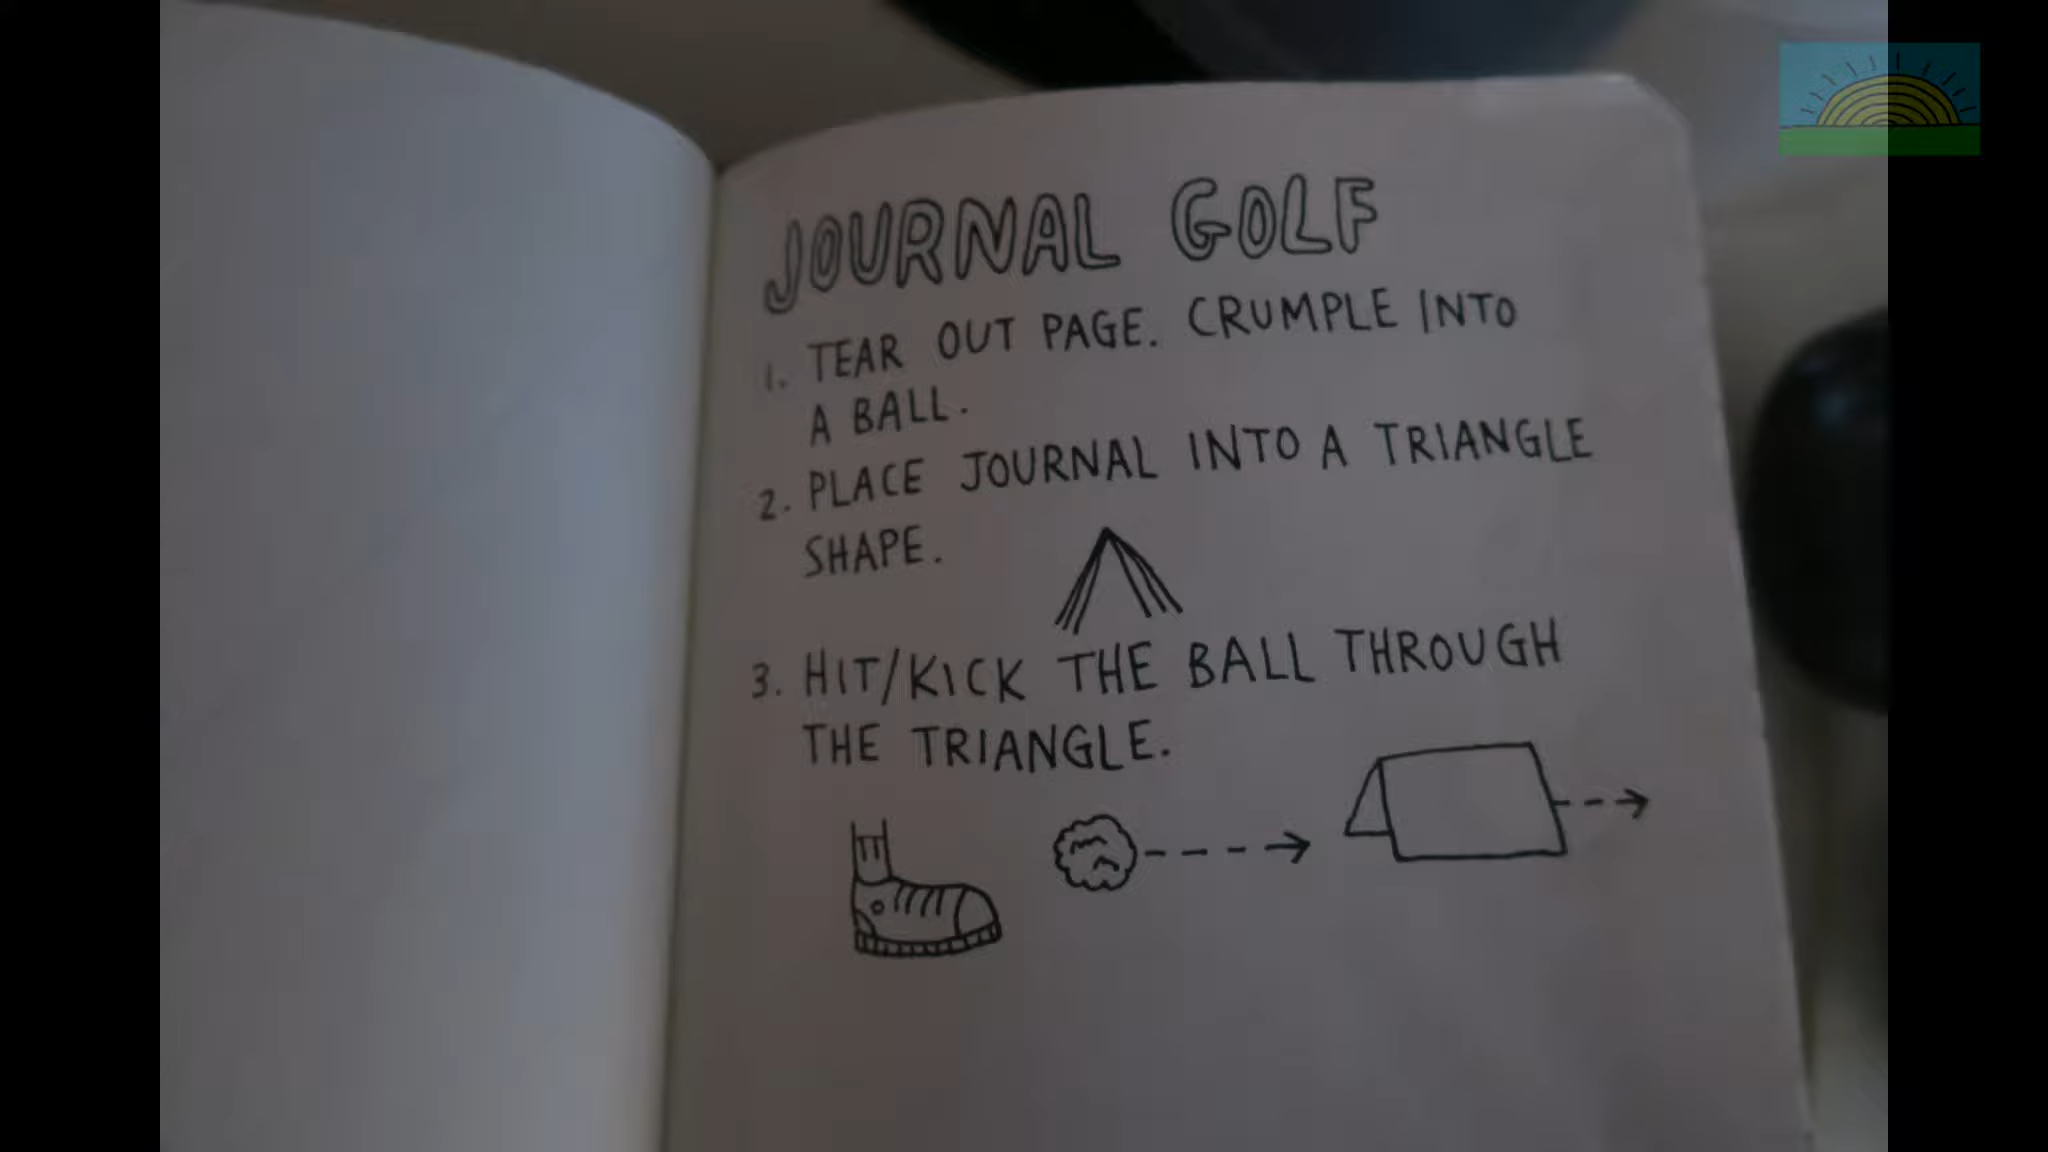 JOURNAL GOLF
1. TEAR OUT PAGE. CRUMPLE INTO
A BALL.
2. PLACE JOURNAL INTO A TRIANGLE
SHAPE.
3. HIT/KICK THE BALL THROUGH
THE TRIANGLE.